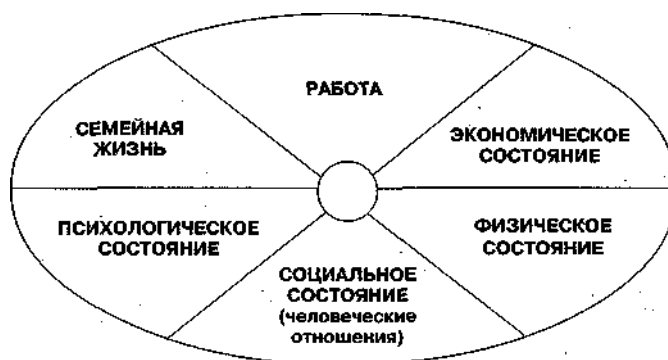 РАБОТА
СЕМЕЙНАЯ
ЖИЗНЬ
ЭКОНОМИЧЕСКОЕ
СОСТОЯНИЕ
ПСИХОЛОГИЧЕСКОЕ
СОСТОЯНИЕ
ФИЗИЧЕСКОЕ
СОСТОЯНИЕ
СОЦИАЛЬНОЕ
СОСТОЯНИЕ
(человеческие
отношения)